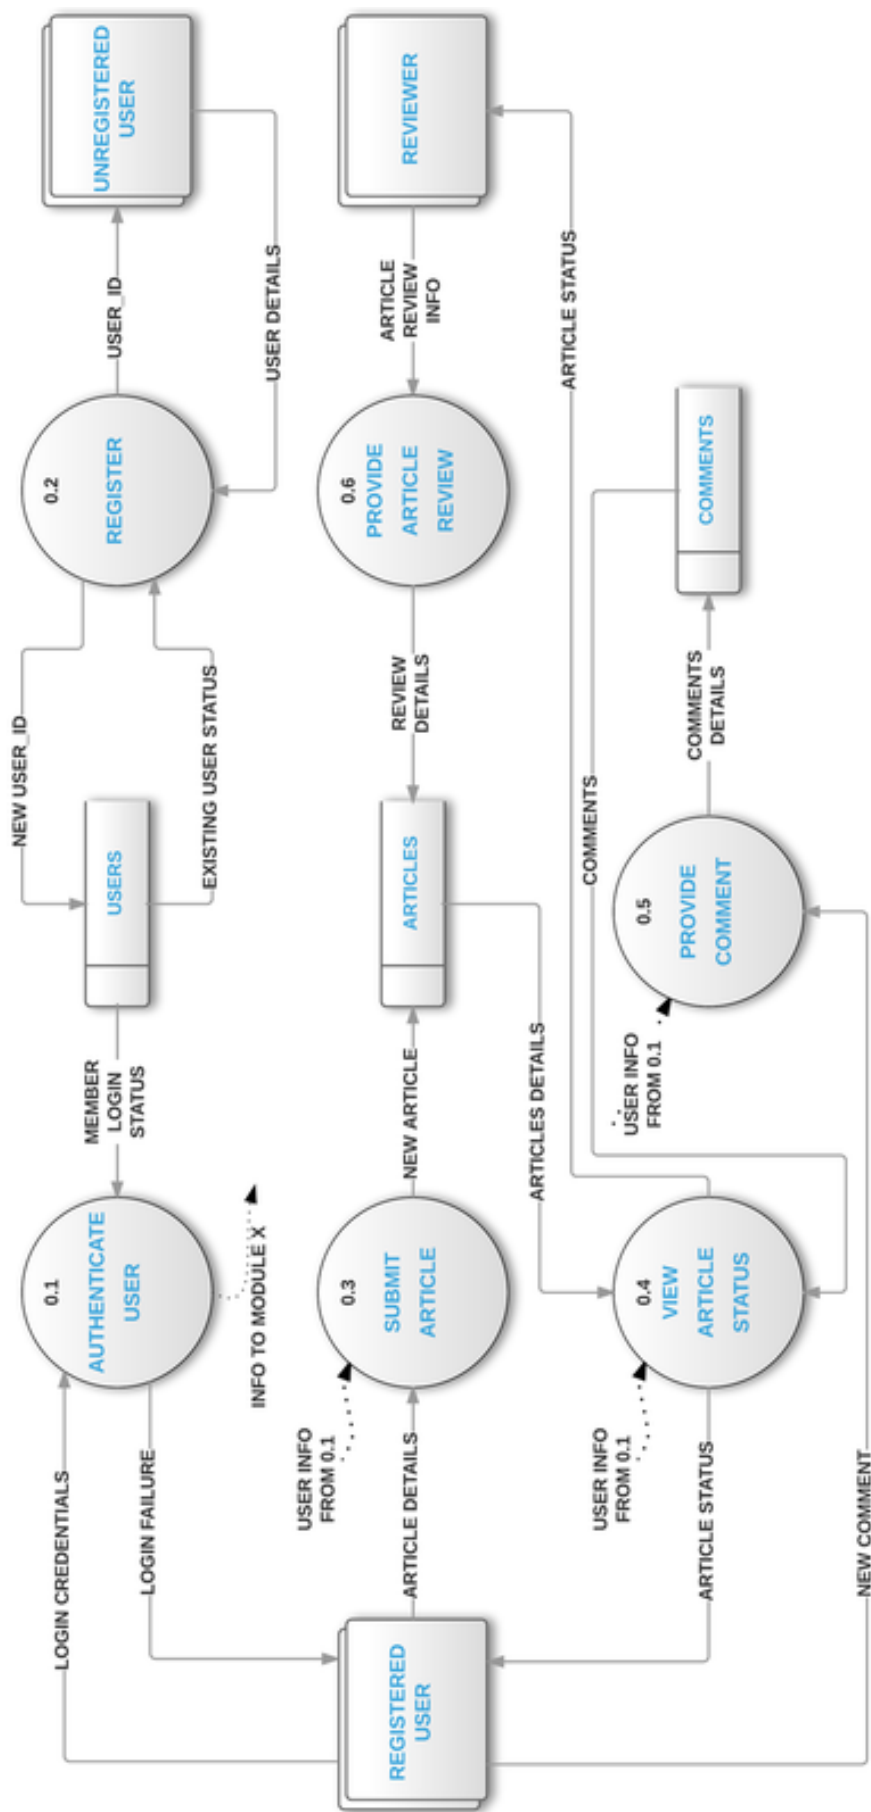 LOGIN CREDENTIALS
LOGIN FAILURE
0.1
AUTHENTICATE
USER
INFO TO MODULE X
MEMBER
LOGIN
STATUS
USERS
NEW USER_ID
EXISTING USER STATUS
0.2
REGISTER
USER_ID
USER DETAILS
UNREGISTERED
USER
REGISTERED
USER
USER INFO
FROM 0.1
ARTICLE DETAILS
0.3
SUBMIT
ARTICLE
NEW ARTICLE
ARTICLES
REVIEW
DETAILS
0.6
PROVIDE
ARTICLE
REVIEW
ARTICLE
REVIEW
INFO
REVIEWER
ARTICLES DETAILS
ARTICLE STATUS
COMMENTS
USER INFO
FROM 0.1
ARTICLE STATUS
0.4
VIEW
ARTICLE
STATUS
USER INFO
FROM 0.1
0.5
PROVIDE
COMMENT
COMMENTS
DETAILS
COMMENTS
NEW COMMENT